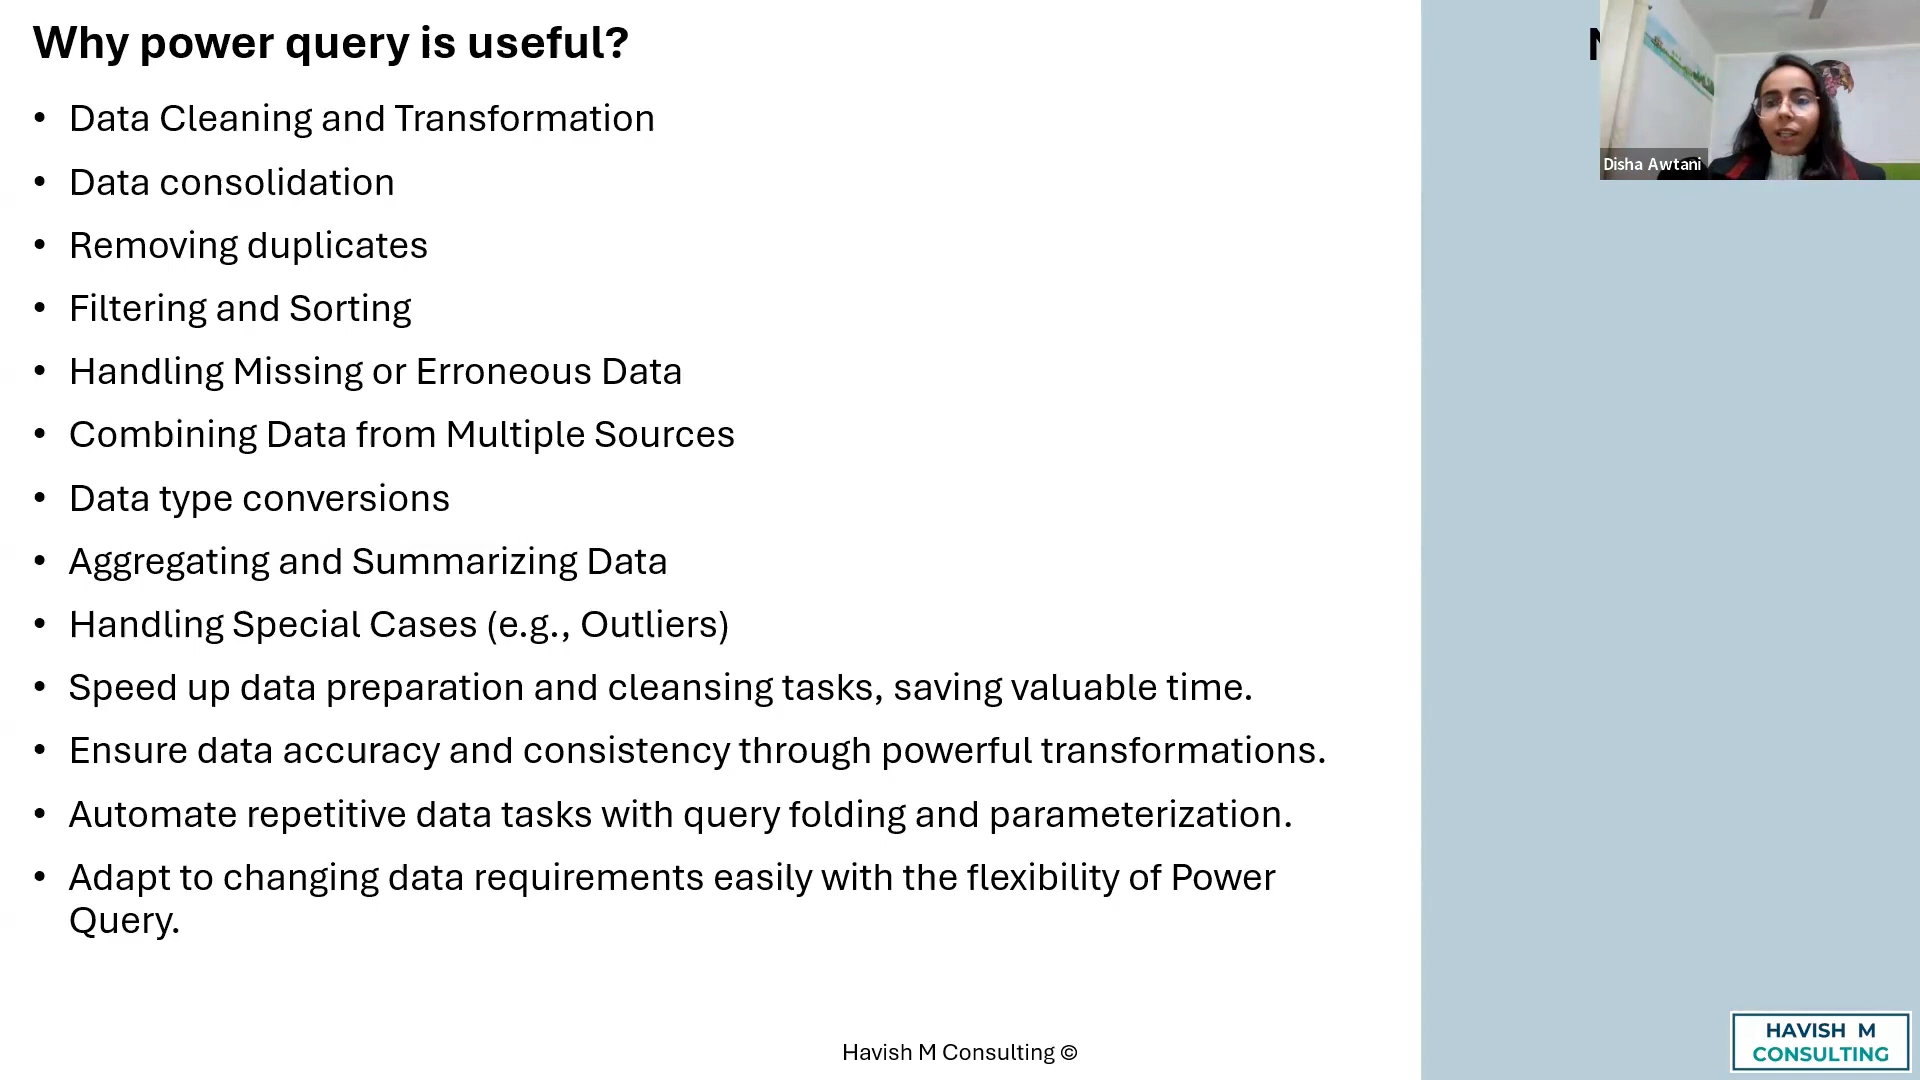 Why power query is useful?
• Data Cleaning and Transformation
• Data consolidation
• Removing duplicates
• Filtering and Sorting
• Handling Missing or Erroneous Data
• Combining Data from Multiple Sources
• Data type conversions
• Aggregating and Summarizing Data
• Handling Special Cases (e.g., Outliers)
• Speed up data preparation and cleansing tasks, saving valuable time.
• Ensure data accuracy and consistency through powerful transformations.
• Automate repetitive data tasks with query folding and parameterization.
• Adapt to changing data requirements easily with the flexibility of Power
Query.
Disha Awtani
Havish M Consulting ©
HAVISH M
CONSULTING